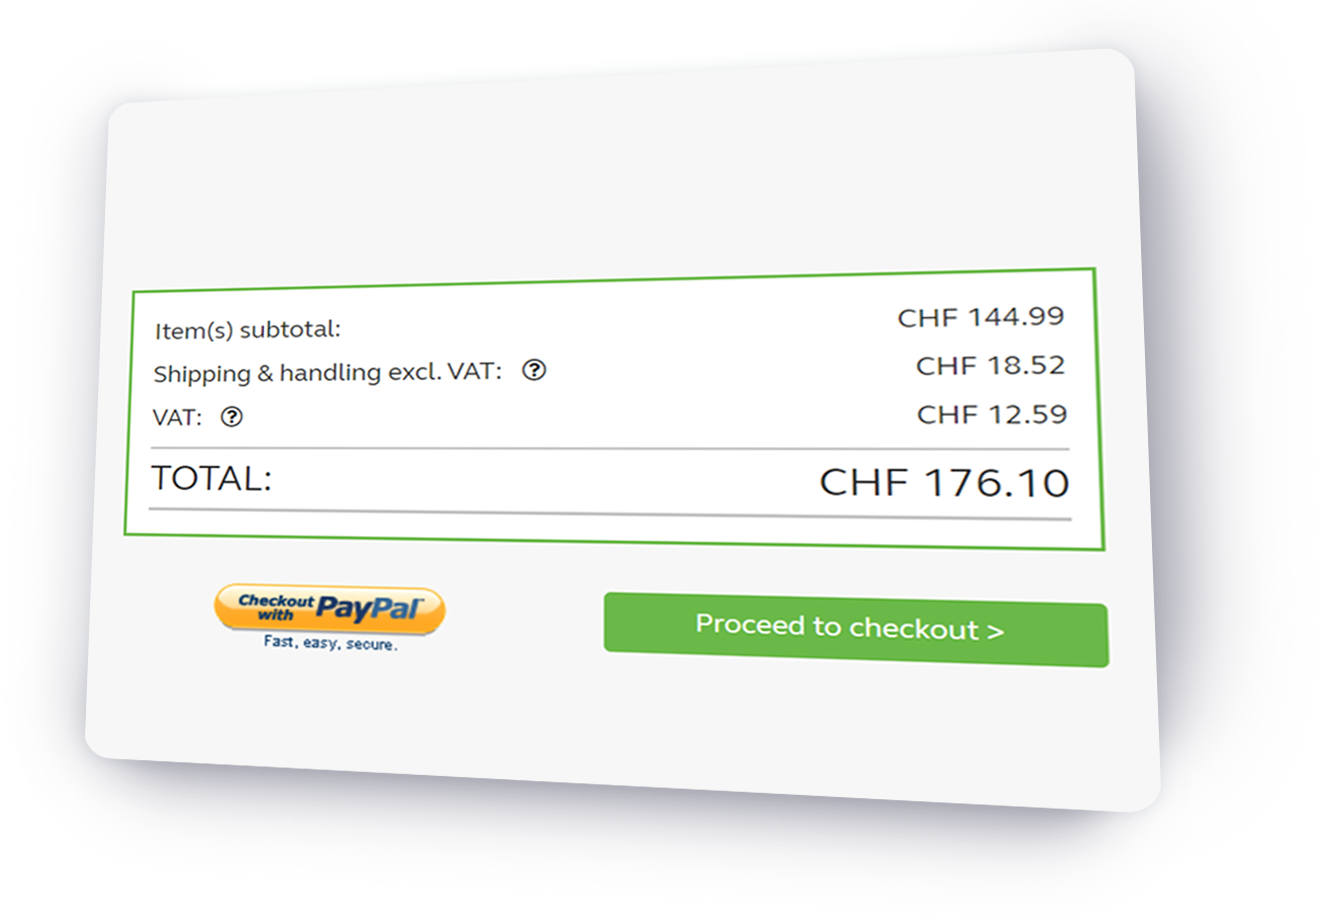 Item(s) subtotal: CHF 144.99
Shipping & handling excl. VAT: ? CHF 18.52
VAT: ? CHF 12.59
TOTAL: CHF 176.10
Checkout with PayPal™
Fast, easy, secure.
Proceed to checkout >